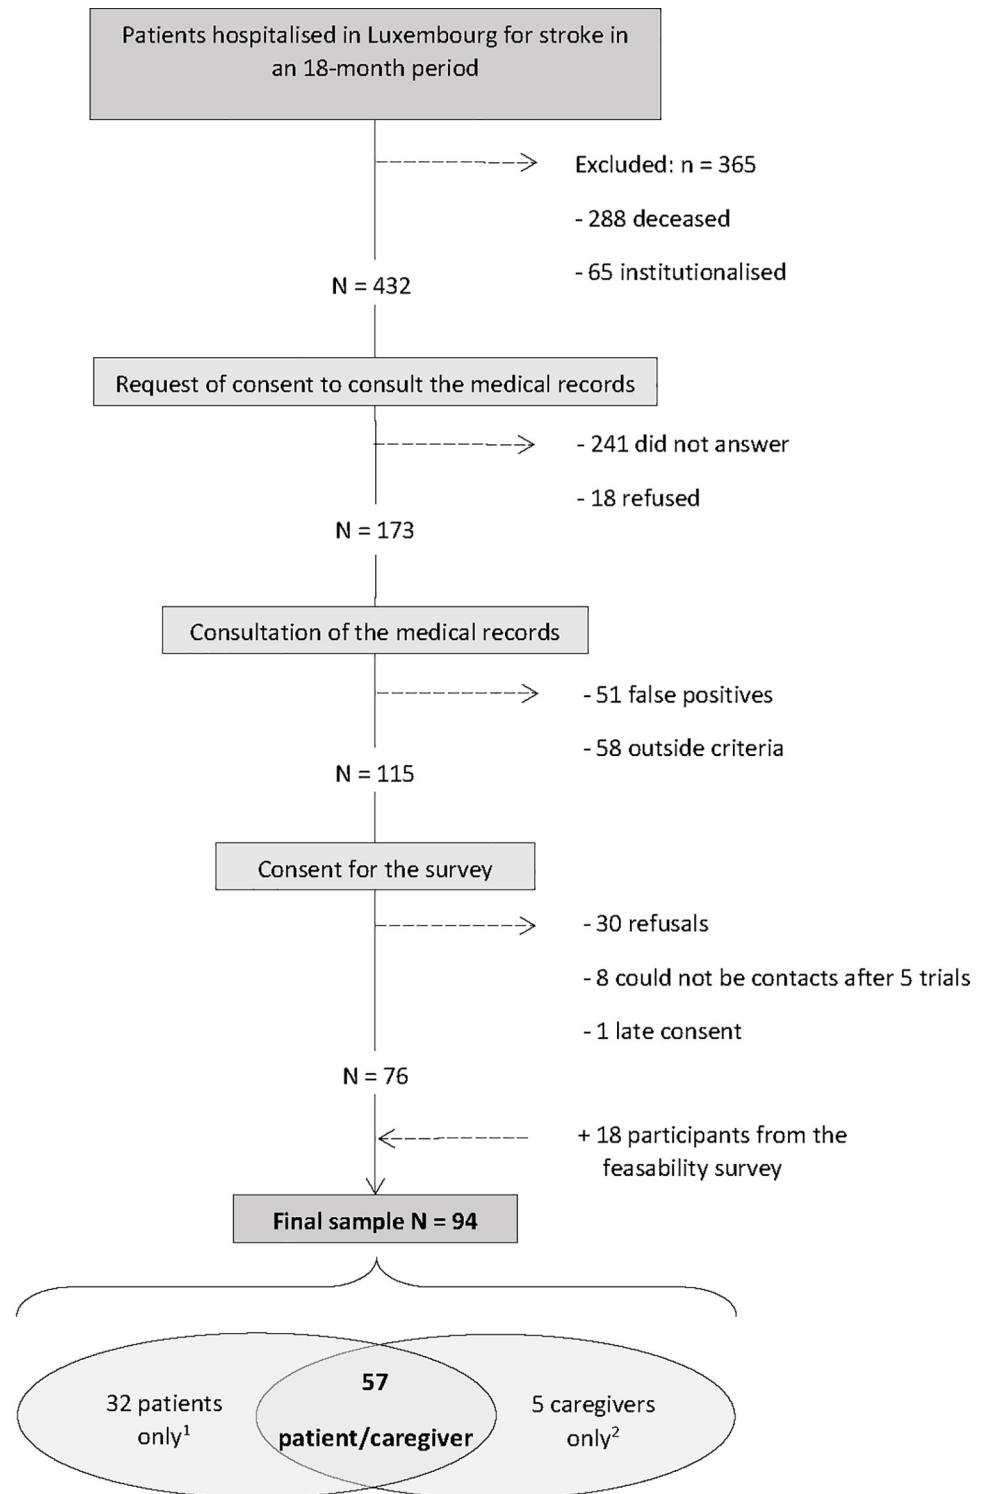 Patients hospitalised in Luxembourg for stroke in
an 18-month period
Excluded: n = 365
- 288 deceased
- 65 institutionalised
N = 432
Request of consent to consult the medical records
- 241 did not answer
- 18 refused
N = 173
Consultation of the medical records
- 51 false positives
- 58 outside criteria
N = 115
Consent for the survey
- 30 refusals
- 8 could not be contacts after 5 trials
- 1 late consent
N = 76
+ 18 participants from the
feasability survey
Final sample N = 94
32 patients
only¹
57
patient/caregiver
5 caregivers
only²